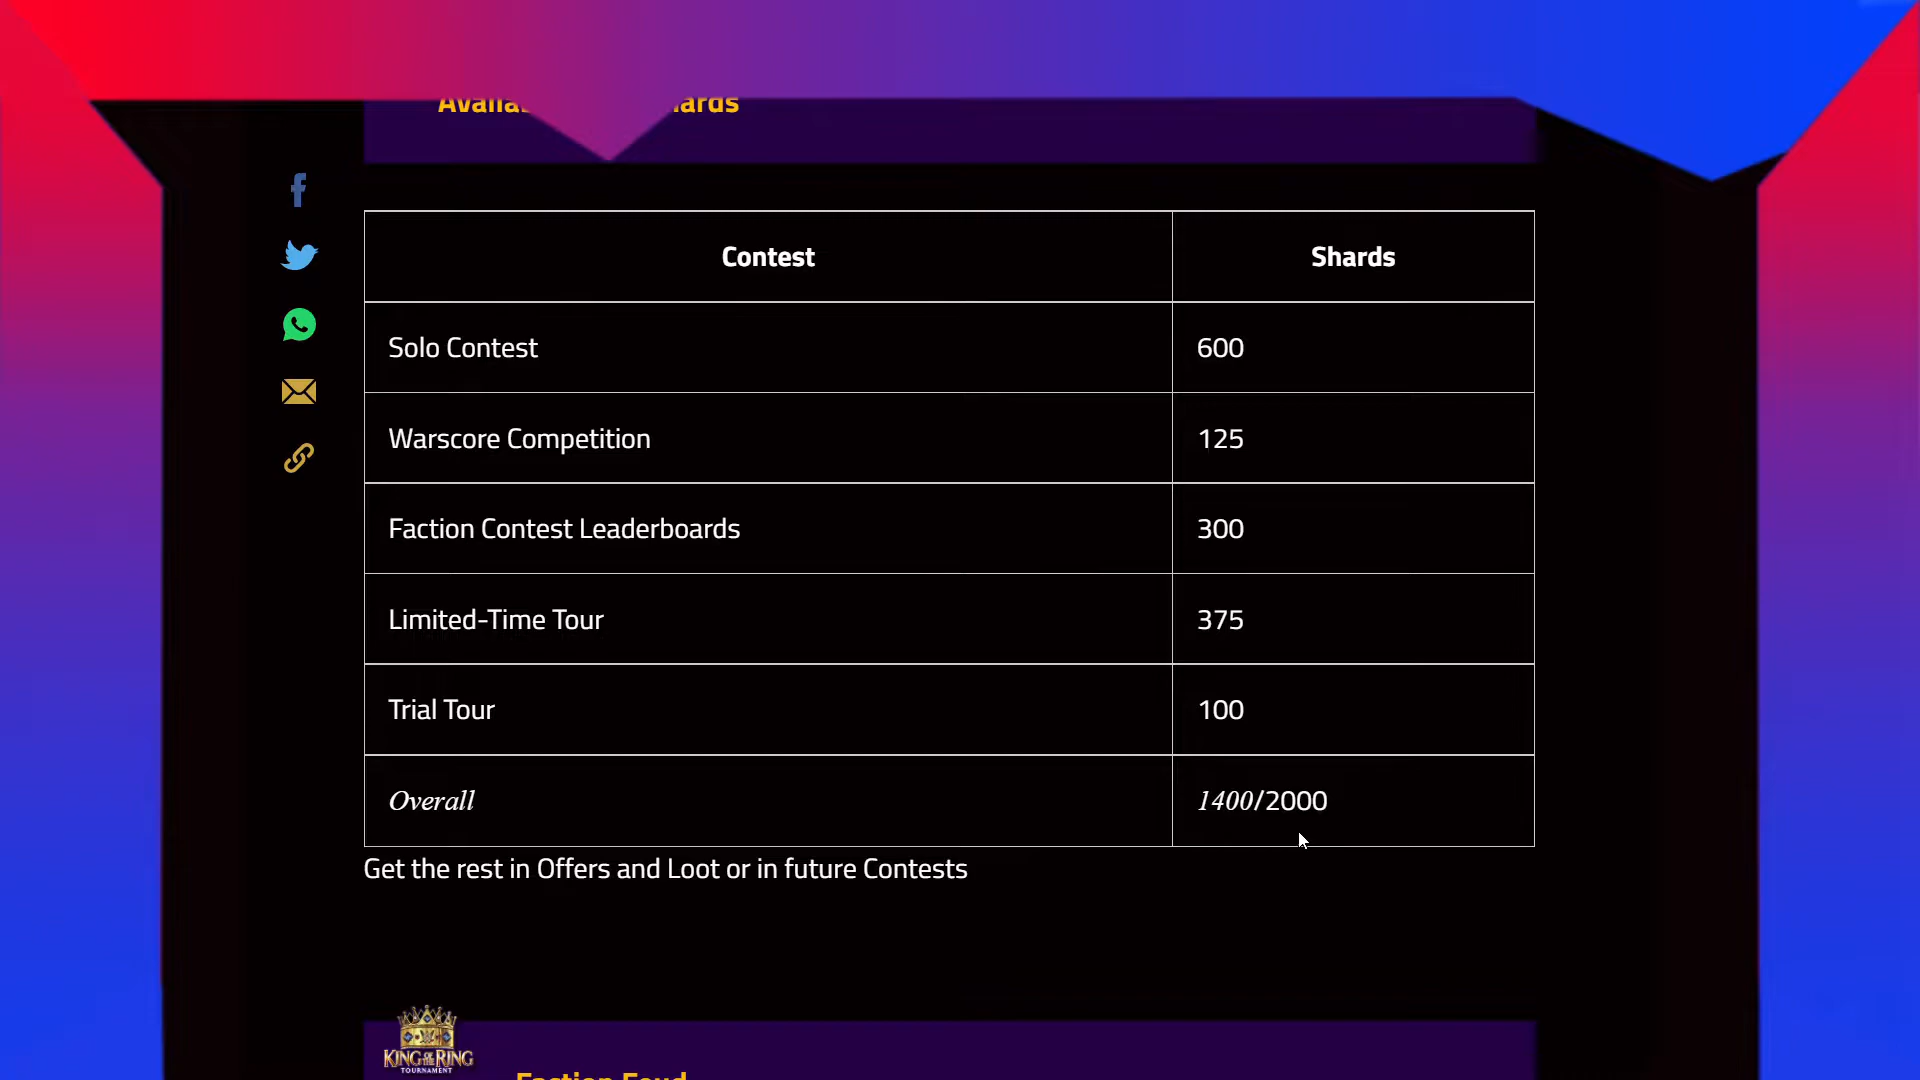 Contest Shards
Solo Contest 600
Warscore Competition 125
Faction Contest Leaderboards 300
Limited-Time Tour 375
Trial Tour 100
Overall 1400/2000
Get the rest in Offers and Loot or in future Contests
KING OF THE RING
TOURNAMENT
Faction Feud